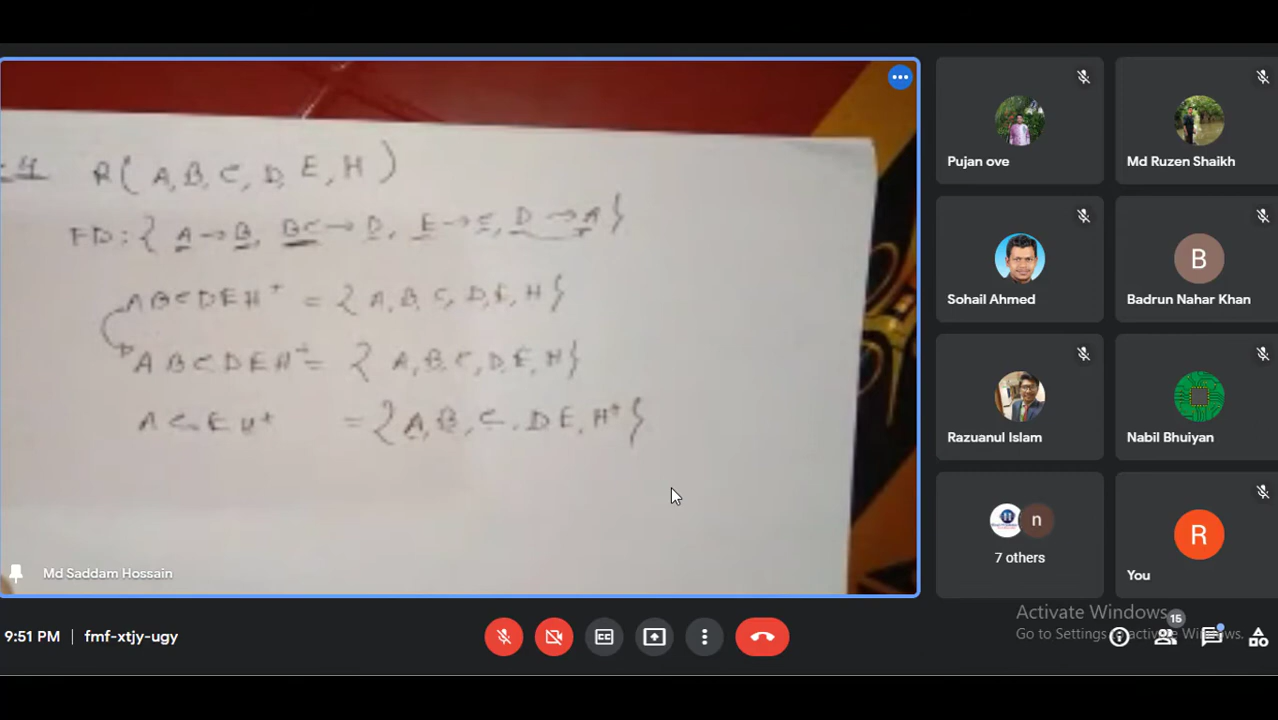 R(A, B, C, D, E, H)
FD: { A → B, BC → D, E → C, D → A }
ABCDEH⁺ = { A, B, C, D, E, H }
ABCDEH⁺ = { A, B, C, D, E, H }
ACEH⁺ = { A, B, C, D E, H⁺ }
Md Saddam Hossain
Pujan ove
Md Ruzen Shaikh
Sohail Ahmed
B
Badrun Nahar Khan
Razuanul Islam
Nabil Bhuiyan
n
7 others
R
You
Activate Windows
Go to Settings to activate Windows.
9:51 PM | fmf-xtjy-ugy
CC
15